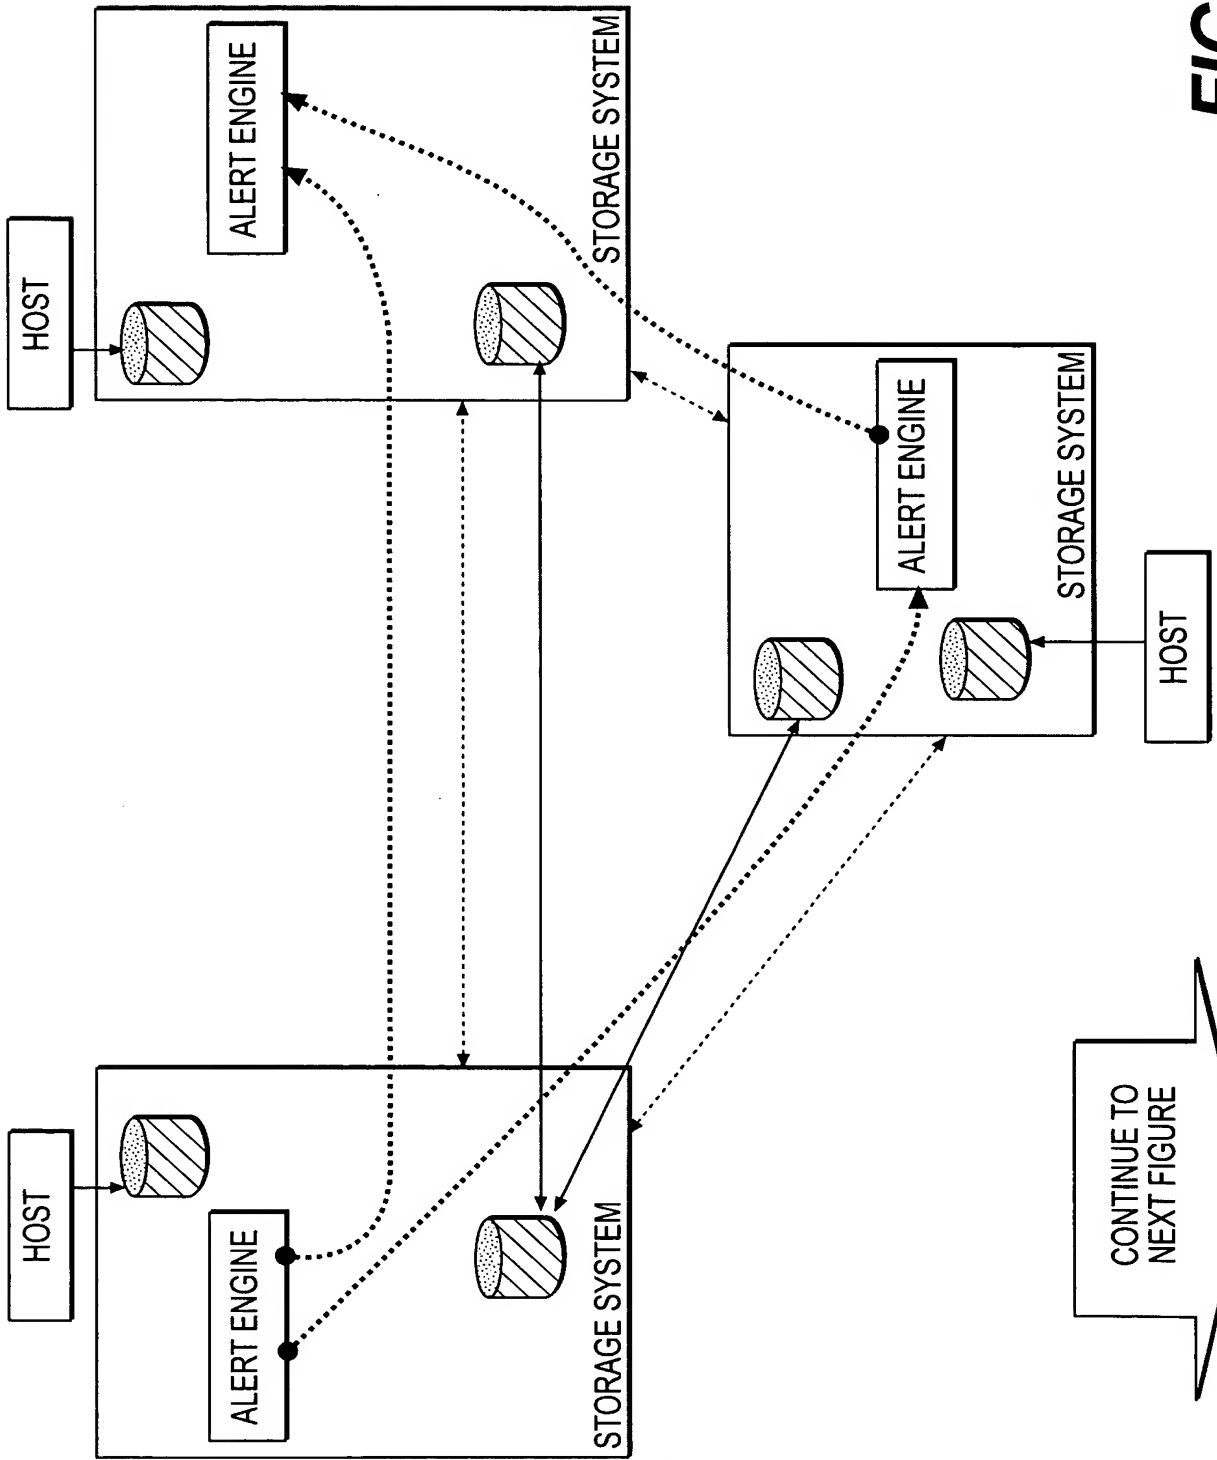 HOST
ALERT ENGINE
STORAGE SYSTEM
HOST
ALERT ENGINE
STORAGE SYSTEM
ALERT ENGINE
STORAGE SYSTEM
HOST
CONTINUE TO
NEXT FIGURE